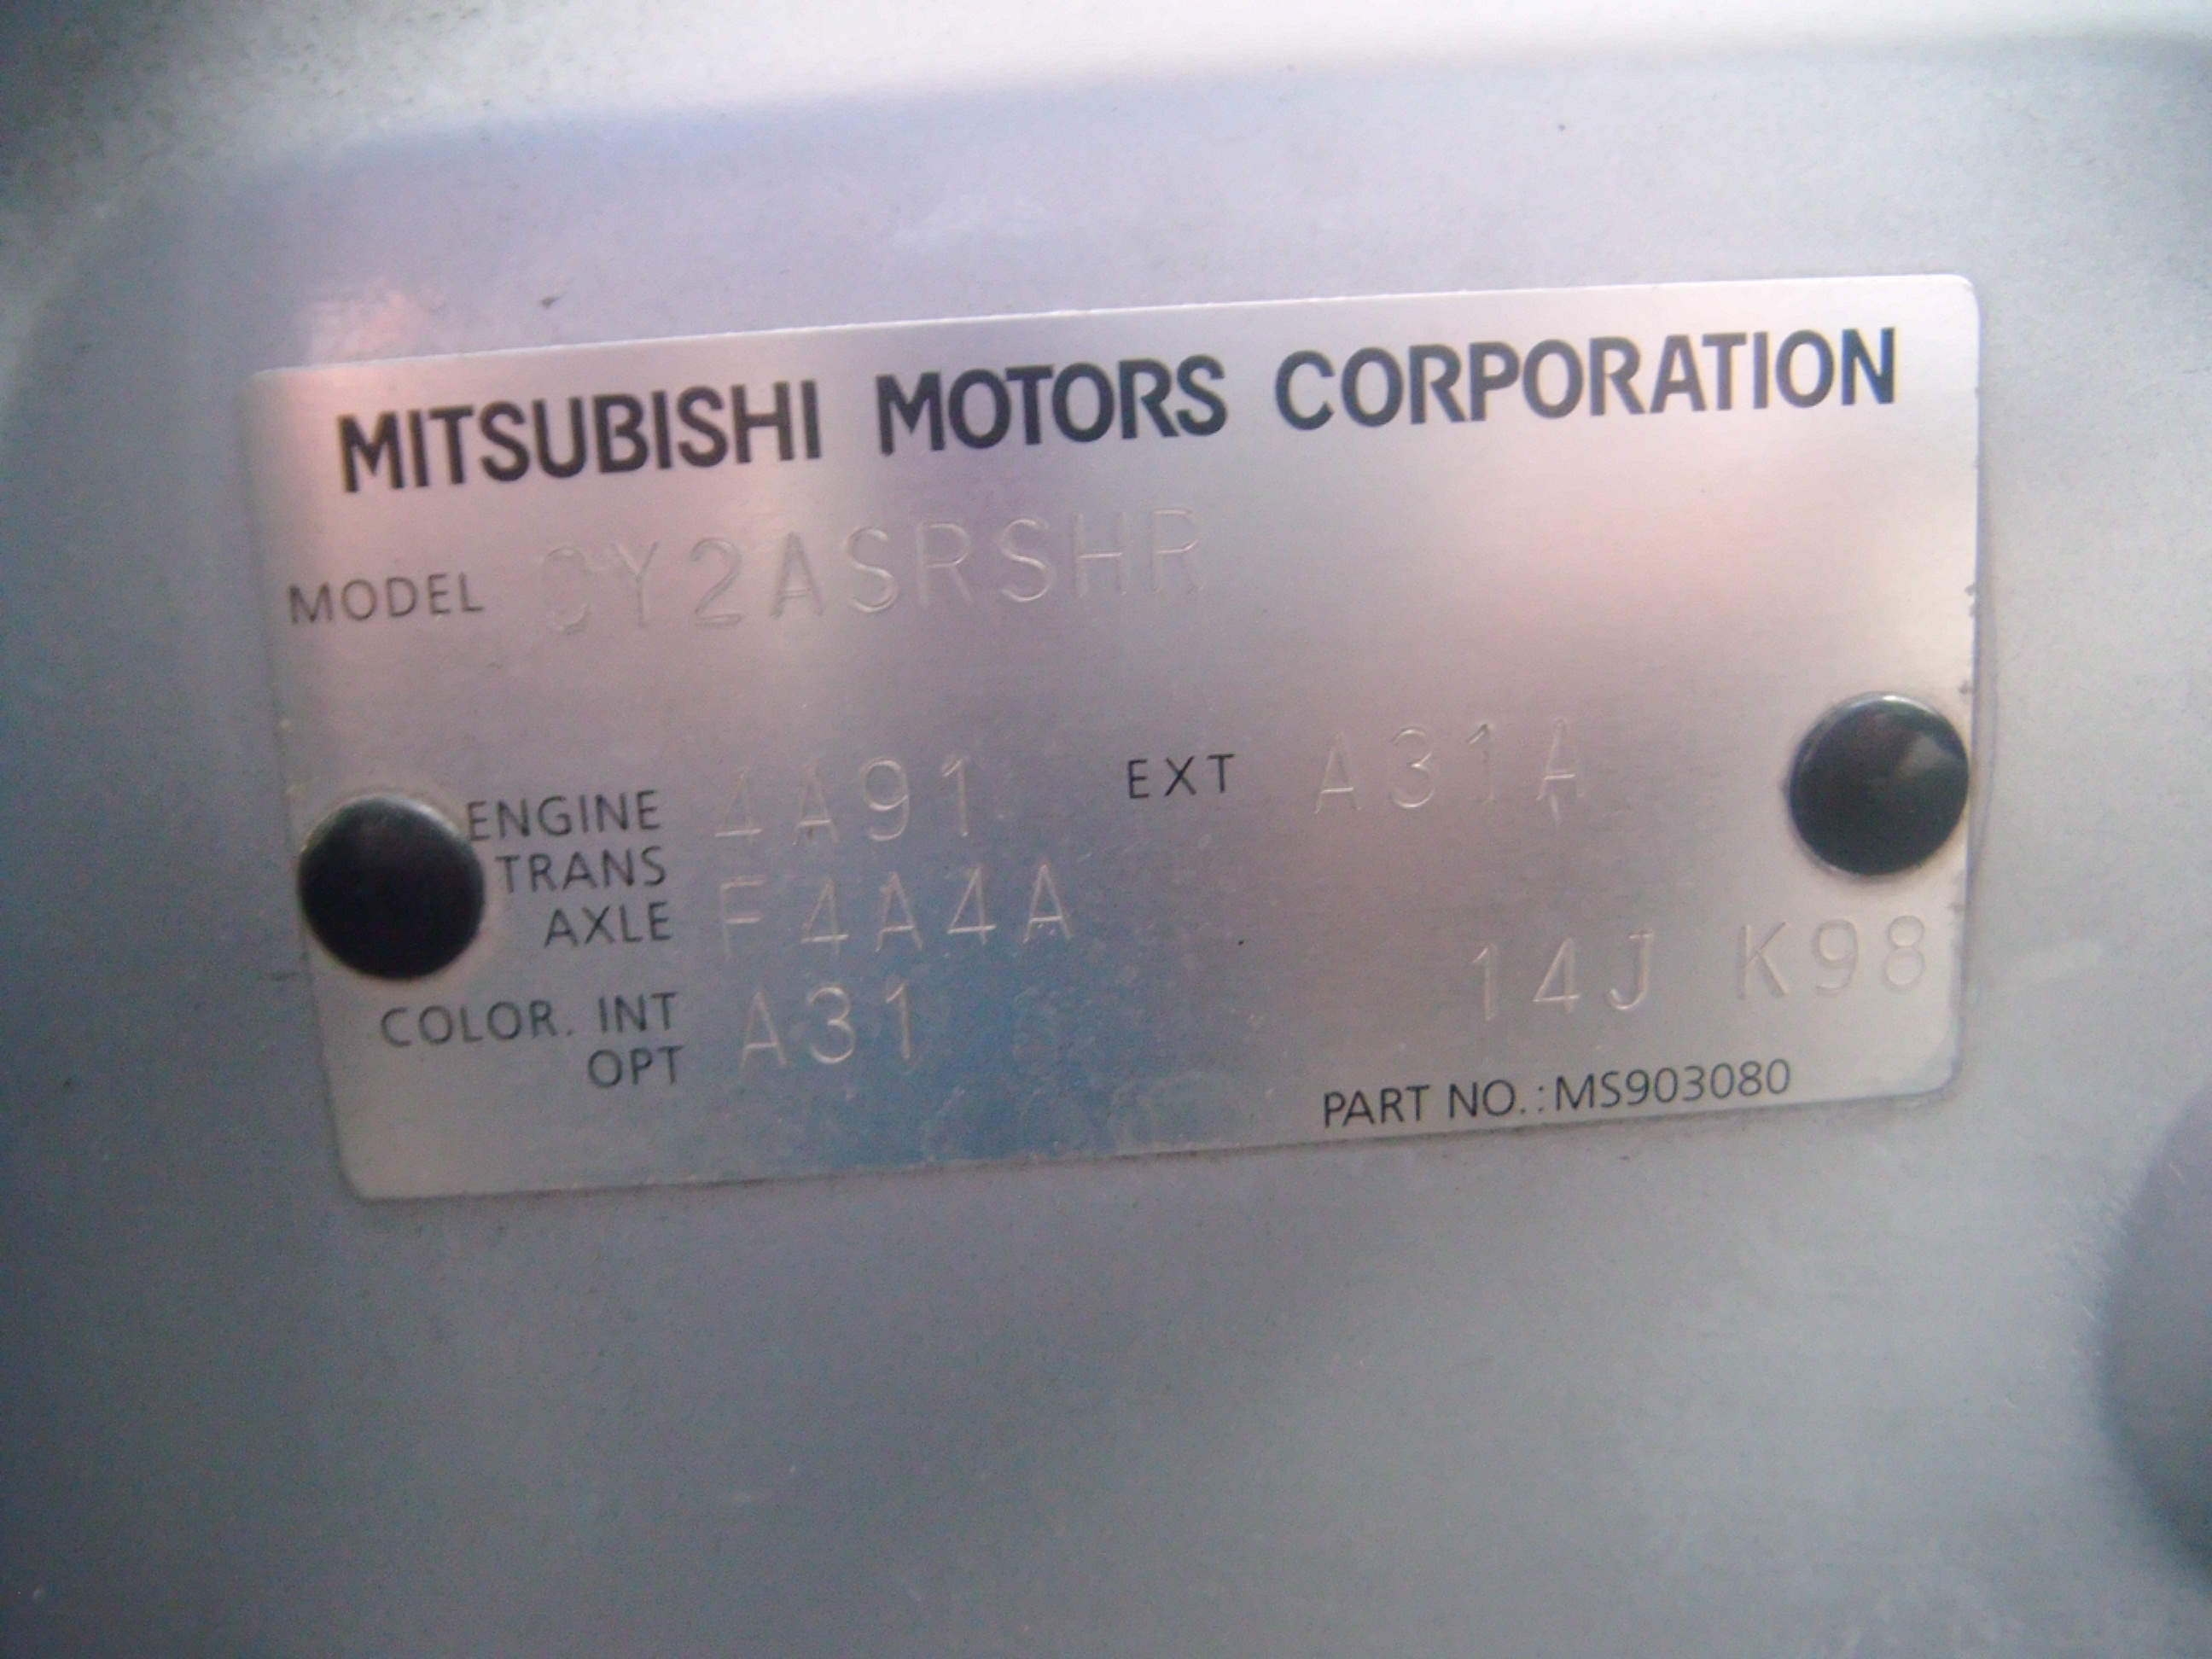 MITSUBISHI MOTORS CORPORATION
MODEL CY2ASRSHR
ENGINE 4A91 EXT A31A
TRANS
AXLE F4A4A
14J K98
COLOR. INT A31
OPT
PART NO.:MS903080